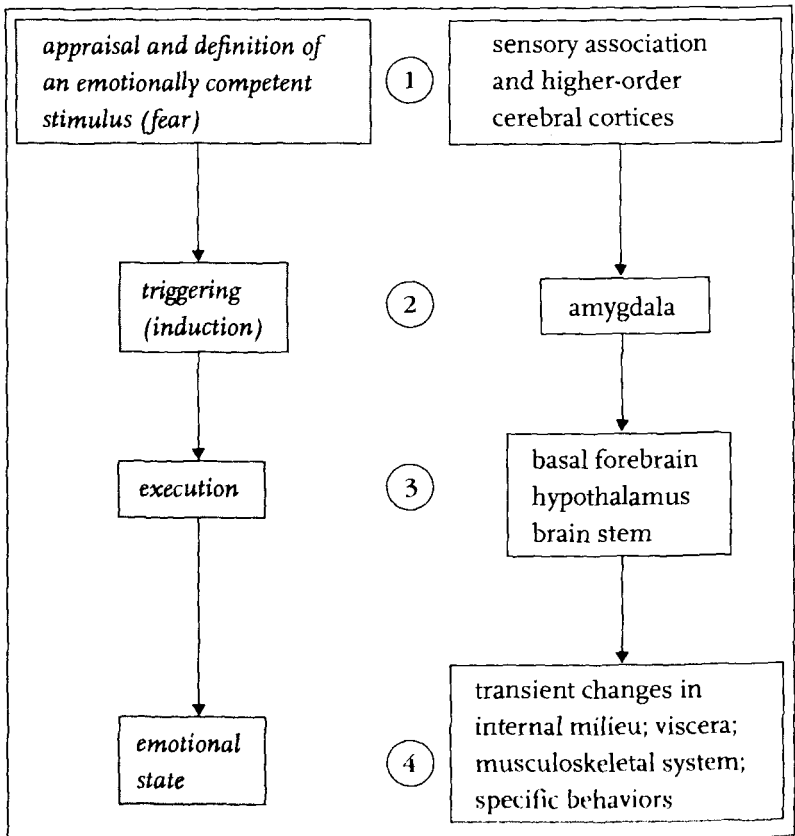 appraisal and definition of
an emotionally competent
stimulus (fear)
1
sensory association
and higher-order
cerebral cortices
triggering
(induction)
2
amygdala
execution
3
basal forebrain
hypothalamus
brain stem
emotional
state
4
transient changes in
internal milieu; viscera;
musculoskeletal system;
specific behaviors